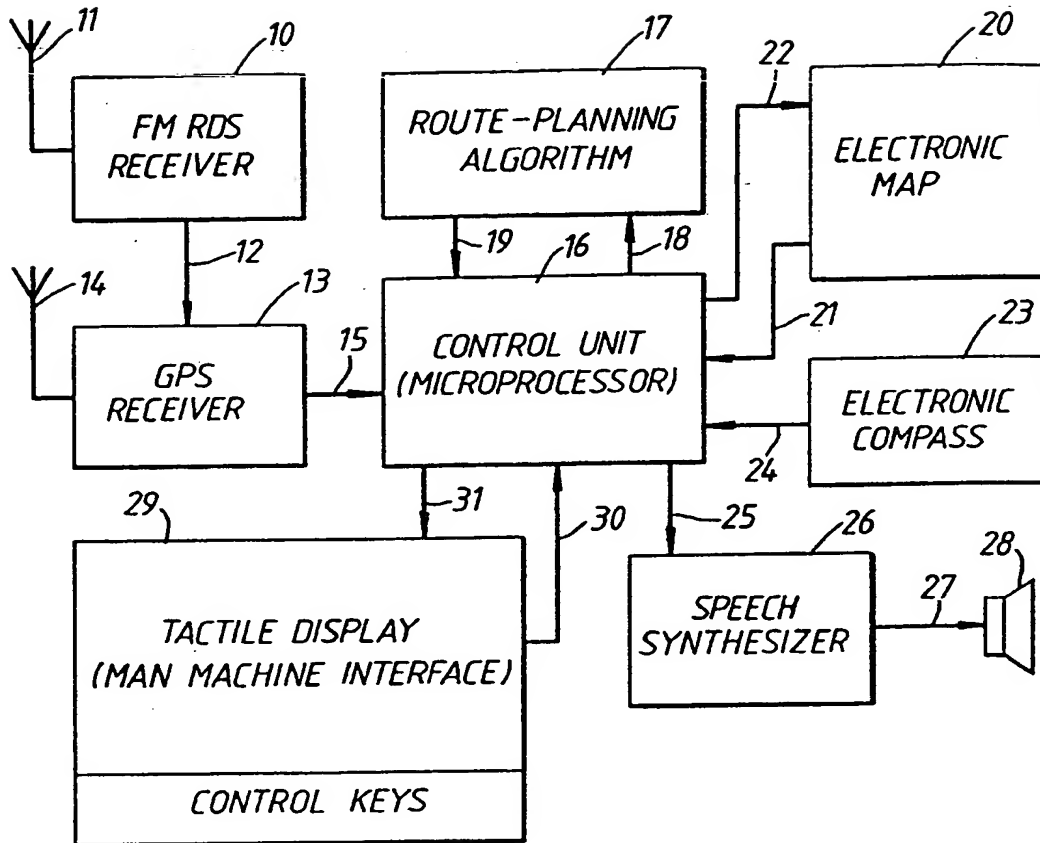 11
10
FM RDS
RECEIVER
17
ROUTE-PLANNING
ALGORITHM
22
20
ELECTRONIC
MAP
12
19
16
18
14
13
GPS
RECEIVER
15
CONTROL UNIT
(MICROPROCESSOR)
21
23
ELECTRONIC
COMPASS
24
29
31
30
25
26
28
TACTILE DISPLAY
(MAN MACHINE INTERFACE)
SPEECH
SYNTHESIZER
27
CONTROL KEYS